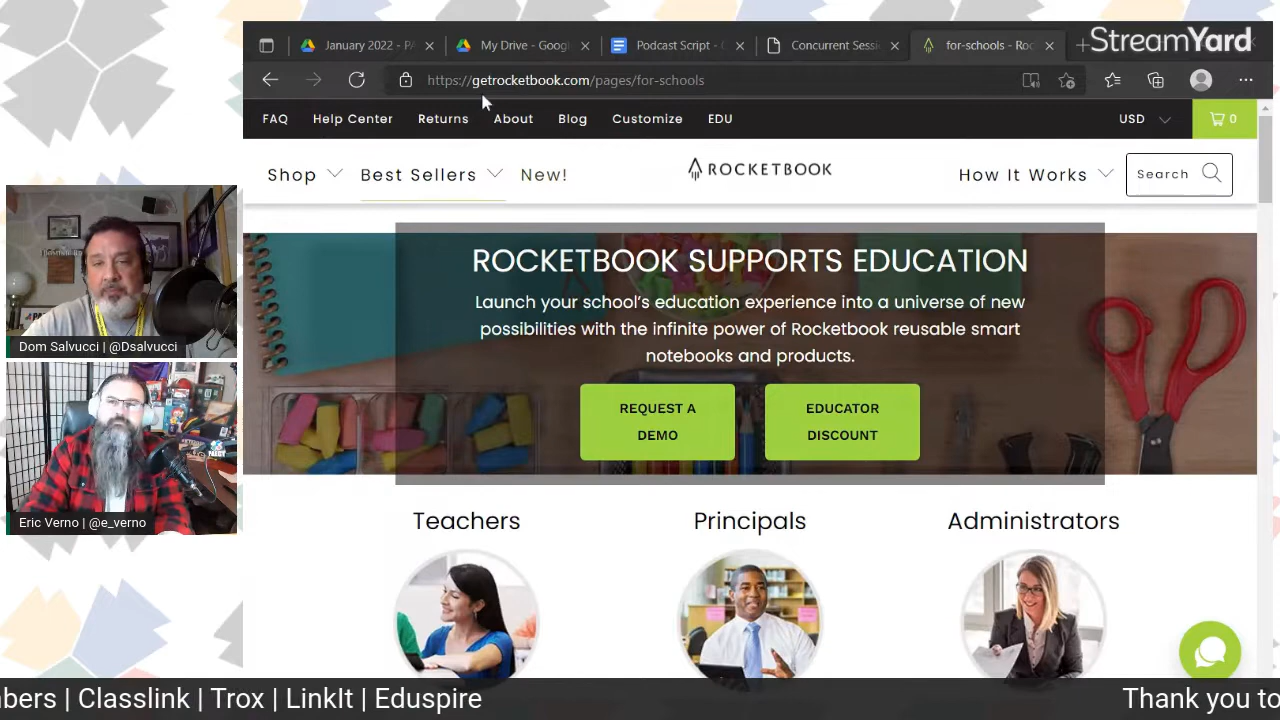 January 2022 - PA
My Drive - Goog
Podcast Script - G
Concurrent Sessi
for-schools - Roc
StreamYard
https://getrocketbook.com/pages/for-schools
FAQ
Help Center
Returns
About
Blog
Customize
EDU
USD
0
Shop
Best Sellers
New!
ROCKETBOOK
How It Works
Search
ROCKETBOOK SUPPORTS EDUCATION
Launch your school's education experience into a universe of new
possibilities with the infinite power of Rocketbook reusable smart
notebooks and products.
REQUEST A
DEMO
EDUCATOR
DISCOUNT
Teachers
Principals
Administrators
Dom Salvucci | @Dsalvucci
Eric Verno | @e_verno
nbers | Classlink | Trox | LinkIt | Eduspire
Thank you to